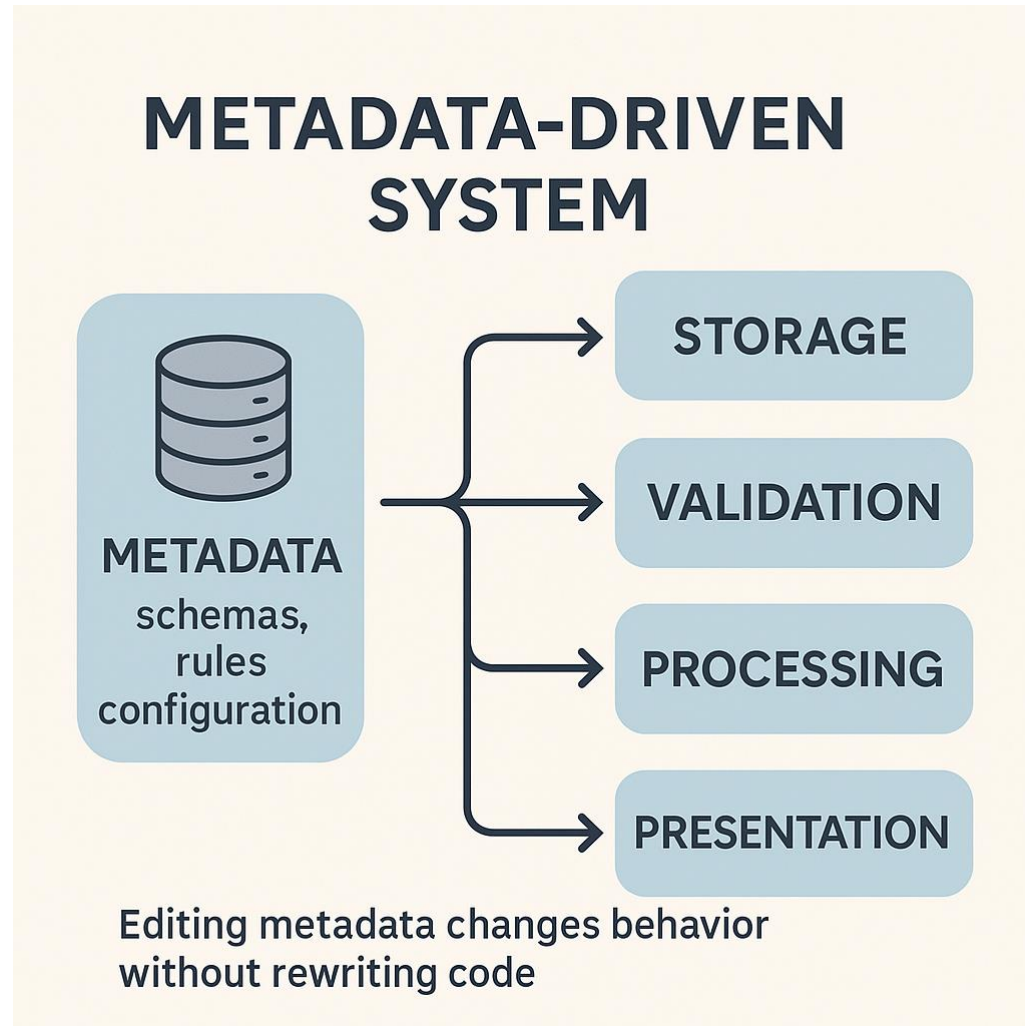 METADATA-DRIVEN
SYSTEM
METADATA
schemas,
rules
configuration
STORAGE
VALIDATION
PROCESSING
PRESENTATION
Editing metadata changes behavior
without rewriting code